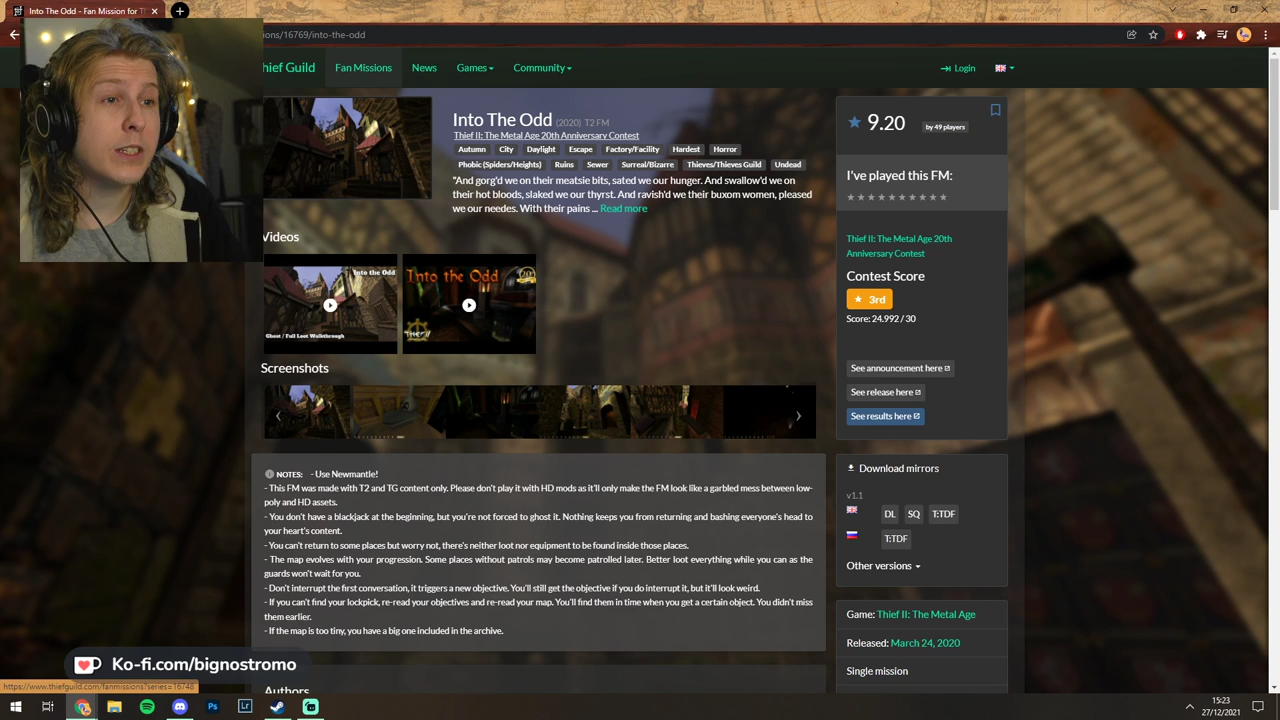 Into The Odd - Fan Mission for T
ons/16769/into-the-odd
hief Guild
Fan Missions
News
Games
Community
Login
Into The Odd (2020) T2 FM
Thief II: The Metal Age 20th Anniversary Contest
Autumn City Daylight Escape Factory/Facility Hardest Horror
Phobic (Spiders/Heights) Ruins Sewer Surreal/Bizarre Thieves/Thieves Guild Undead
"And gorg'd we on their meatsie bits, sated we our hunger. And swallow'd we on
their hot bloods, slaked we our thyrst. And ravish'd we their buxom women, pleased
we our needes. With their pains ... Read more
9.20
by 49 players
I've played this FM:
Thief II: The Metal Age 20th
Anniversary Contest
Contest Score
3rd
Score: 24.992 / 30
See announcement here
See release here
See results here
Videos
Into the Odd
Ghost / Full Loot Walkthrough
Into the Odd
Screenshots
NOTES: - Use Newmantle!
- This FM was made with T2 and TG content only. Please don't play it with HD mods as it'll only make the FM look like a garbled mess between low-
poly and HD assets.
- You don't have a blackjack at the beginning, but you're not forced to ghost it. Nothing keeps you from returning and bashing everyone's head to
your heart's content.
- You can't return to some places but worry not, there's neither loot nor equipment to be found inside those places.
- The map evolves with your progression. Some places without patrols may become patrolled later. Better loot everything while you can as the
guards won't wait for you.
- Don't interrupt the first conversation, it triggers a new objective. You'll still get the objective if you do interrupt it, but it'll look weird.
- If you can't find your lockpick, re-read your objectives and re-read your map. You'll find them in time when you get a certain object. You didn't miss
them earlier.
- If the map is too tiny, you have a big one included in the archive.
Authors
Download mirrors
v1.1
DL SQ T:TDF
T:TDF
Other versions
Game: Thief II: The Metal Age
Released: March 24, 2020
Single mission
Ko-fi.com/bignostromo
https://www.thiefguild.com/fanmissions?series=16748
Ps
Lr
15:23
27/12/2021